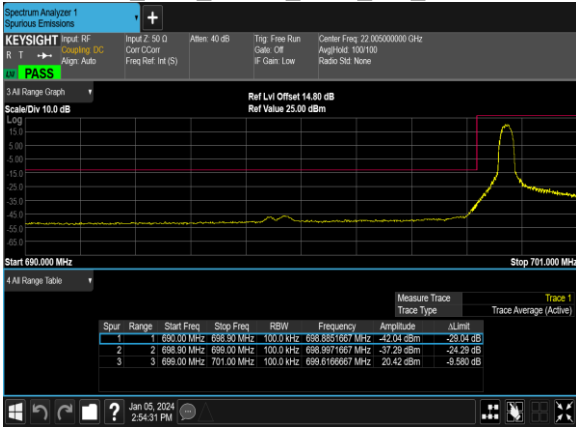 Spectrum Analyzer 1
Spurious Emissions
KEYSIGHT Input: RF Input Z: 50 Ω Atten: 40 dB Trig: Free Run Center Freq: 22.005000000 GHz
R T Coupling: DC Corr CCorr Gate: Off Avg|Hold: 100/100
Align: Auto Freq Ref: Int (S) IF Gain: Low Radio Std: None
PASS
3 All Range Graph
Ref Lvl Offset 14.80 dB
Scale/Div 10.0 dB Ref Value 25.00 dBm
Log
15.0
5.00
-5.00
-15.0
-25.0
-35.0
-45.0
-55.0
-65.0
Start 690.000 MHz Stop 701.000 MHz
4 All Range Table
Measure Trace Trace 1
Trace Type Trace Average (Active)
Spur Range Start Freq Stop Freq RBW Frequency Amplitude ΔLimit
1 1 690.00 MHz 698.90 MHz 100.0 kHz 698.8851667 MHz -42.04 dBm -29.04 dB
2 2 698.90 MHz 699.00 MHz 100.0 kHz 698.9971667 MHz -37.29 dBm -24.29 dB
3 3 699.00 MHz 701.00 MHz 100.0 kHz 699.6166667 MHz 20.42 dBm -9.580 dB
? Jan 05, 2024
2:54:31 PM